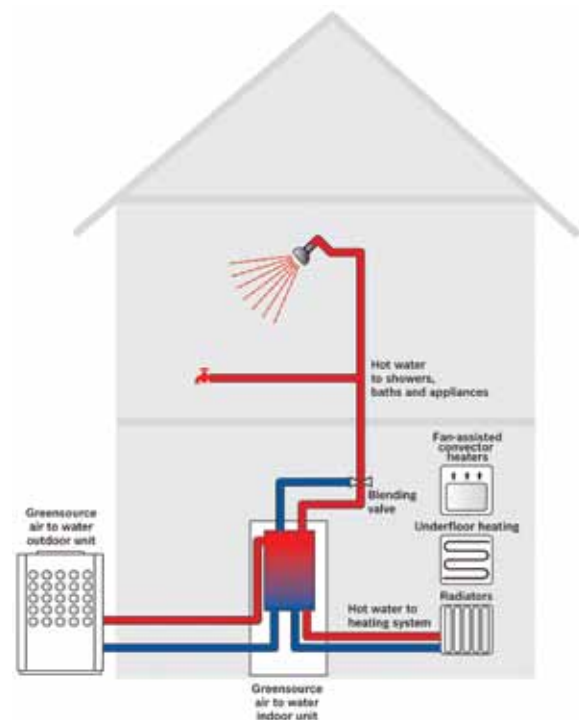 Hot water
to showers,
baths and appliances
Fan-assisted
convector
heaters
Blending
valve
Greensource
air to water
outdoor unit
Underfloor heating
Radiators
Hot water to
heating system
Greensource
air to water
indoor unit